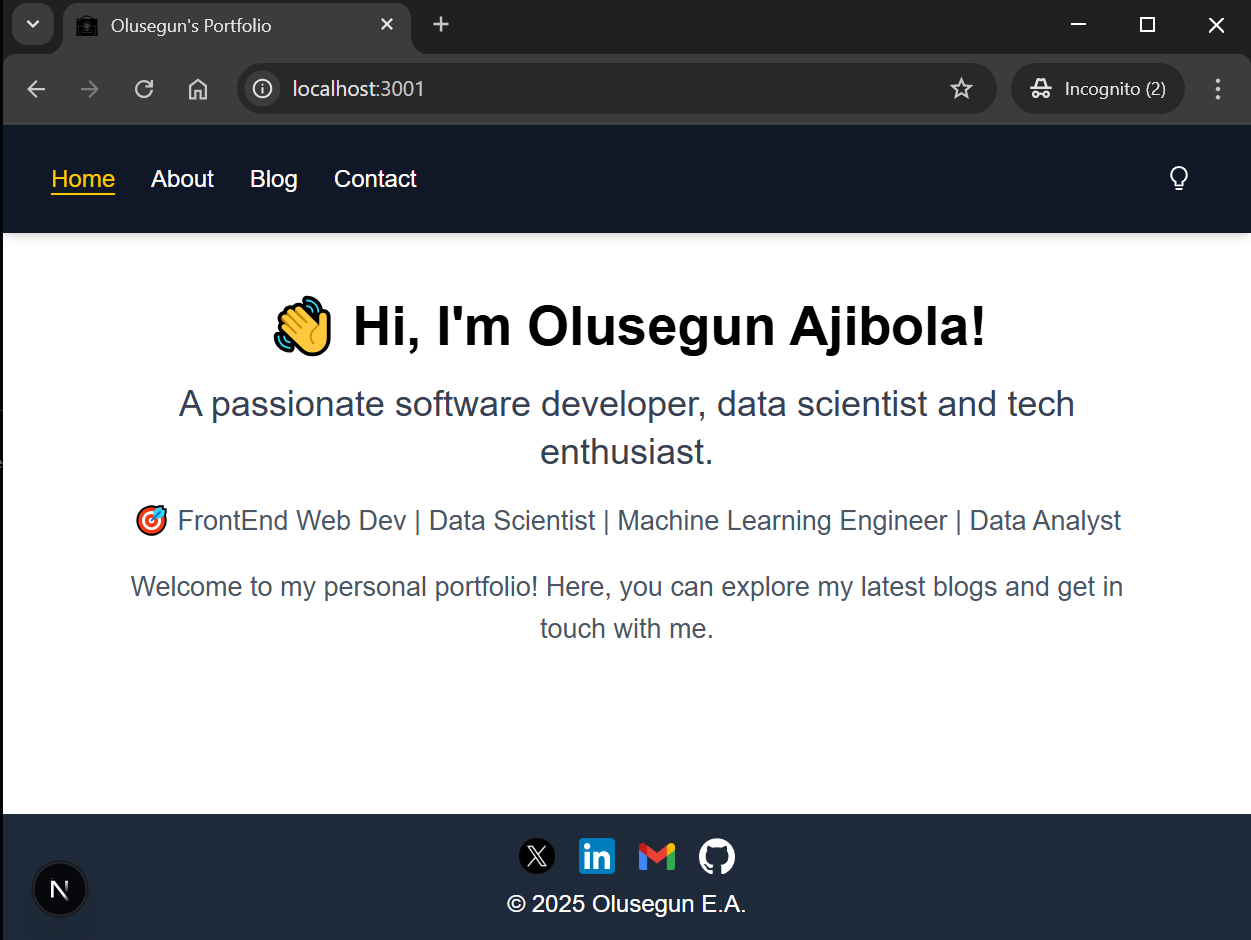 Olusegun's Portfolio
localhost:3001
Incognito (2)
Home About Blog Contact
👋 Hi, I'm Olusegun Ajibola!
A passionate software developer, data scientist and tech
enthusiast.
🎯 FrontEnd Web Dev | Data Scientist | Machine Learning Engineer | Data Analyst
Welcome to my personal portfolio! Here, you can explore my latest blogs and get in
touch with me.
X in M
N
© 2025 Olusegun E.A.